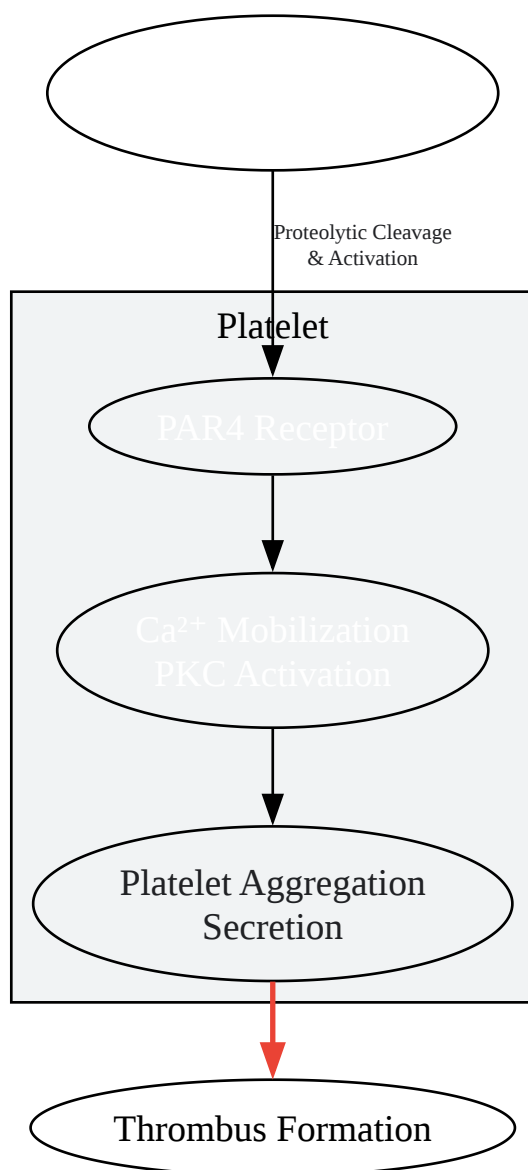 Proteolytic Cleavage
& Activation
Platelet
PAR4 Receptor
Ca²⁺ Mobilization
PKC Activation
Platelet Aggregation
Secretion
Thrombus Formation